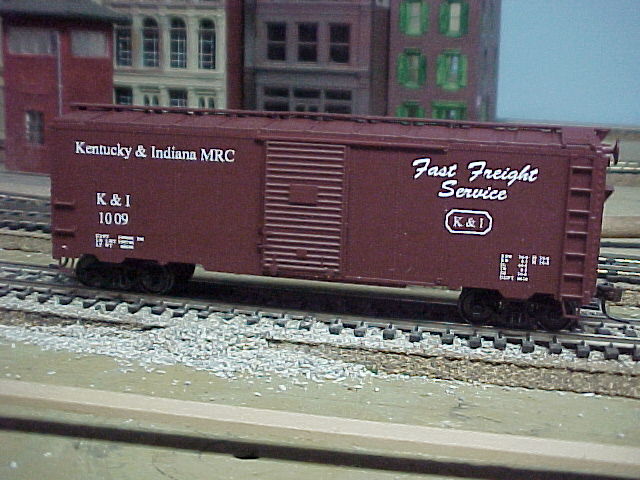 Kentucky & Indiana MRC
K & I
1009
Fast Freight
Service
K & I